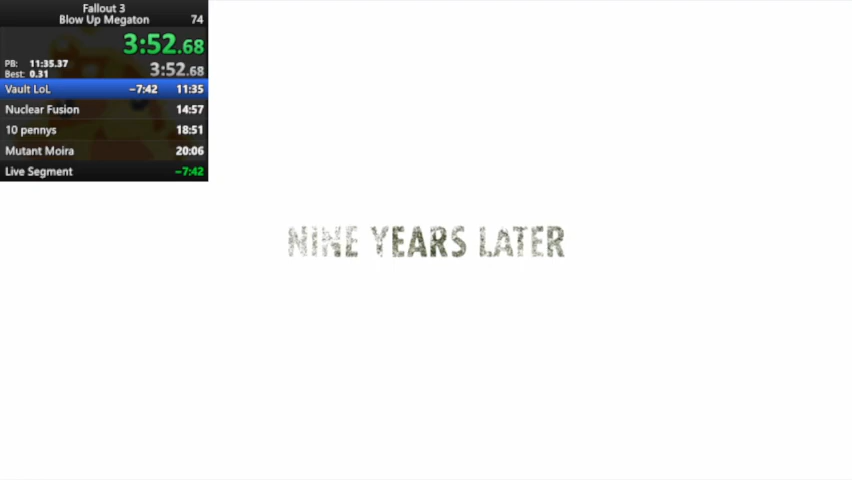 Fallout 3
Blow Up Megaton 74
3:52.68
PB: 11:35.37
Best: 0.31
3:52.68
Vault LoL -7:42 11:35
Nuclear Fusion 14:57
10 pennys 18:51
Mutant Moira 20:06
Live Segment -7:42
NINE YEARS LATER